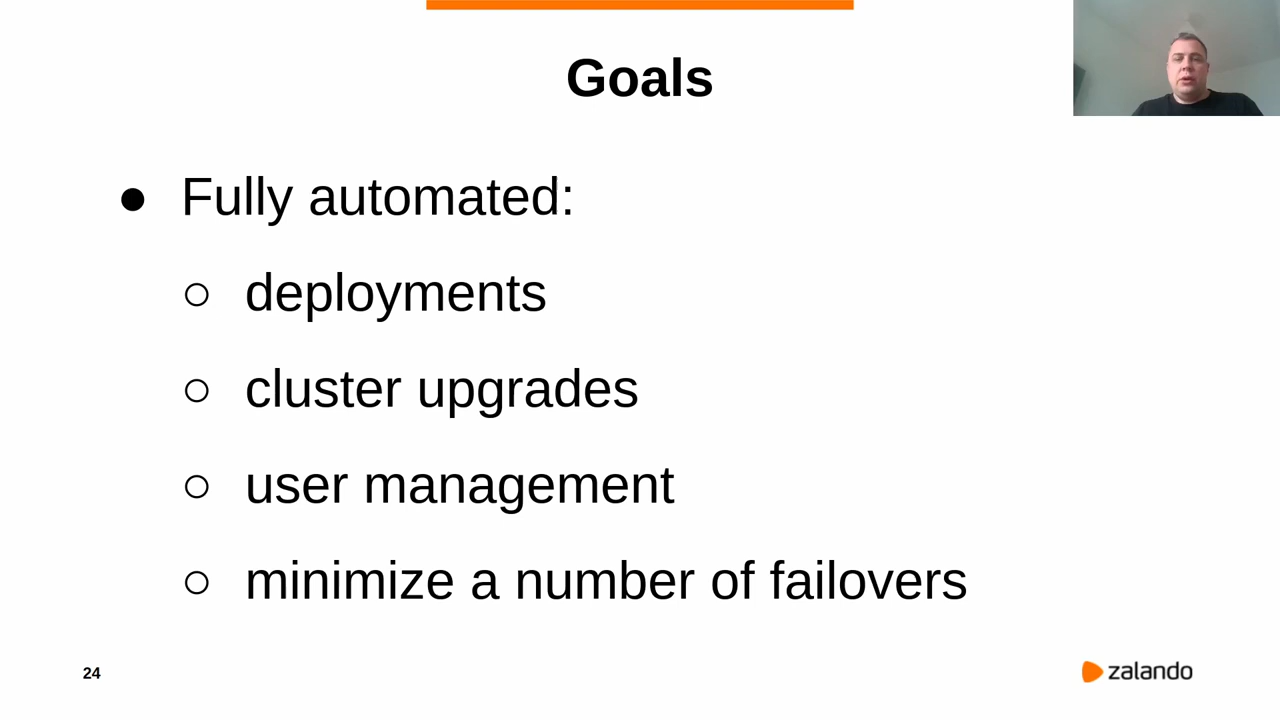 Goals
● Fully automated:
○ deployments
○ cluster upgrades
○ user management
○ minimize a number of failovers
24
zalando